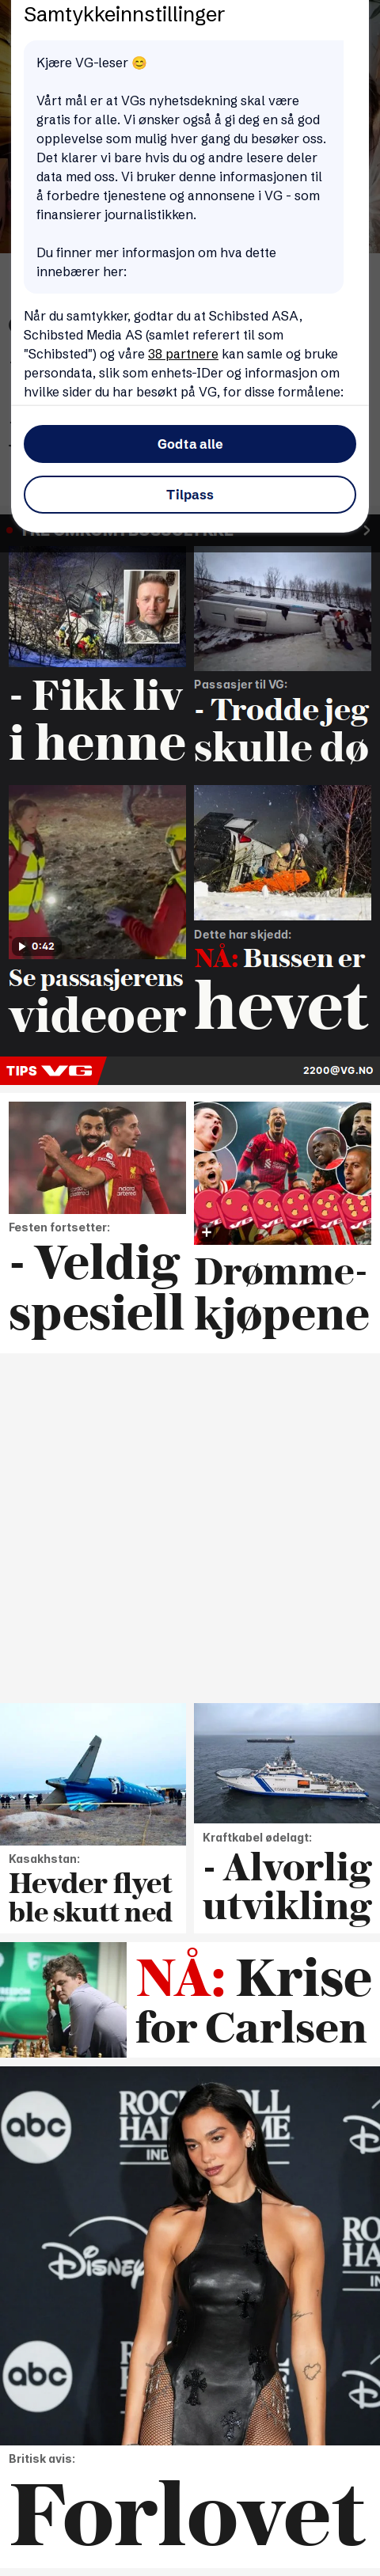 Samtykkeinnstillinger
Kjære VG-leser 😊
Vårt mål er at VGs nyhetsdekning skal være
gratis for alle. Vi ønsker også å gi deg en så god
opplevelse som mulig hver gang du besøker oss.
Det klarer vi bare hvis du og andre lesere deler
data med oss. Vi bruker denne informasjonen til
å forbedre tjenestene og annonsene i VG - som
finansierer journalistikken.
Du finner mer informasjon om hva dette
innebærer her:
Når du samtykker, godtar du at Schibsted ASA,
Schibsted Media AS (samlet referert til som
"Schibsted") og våre 38 partnere kan samle og bruke
persondata, slik som enhets-IDer og informasjon om
hvilke sider du har besøkt på VG, for disse formålene:
Godta alle
Tilpass
- Fikk liv
i henne
Passasjer til VG:
- Trodde jeg
skulle dø
0:42
Se passasjerens
videoer
Dette har skjedd:
NÅ: Bussen er
hevet
TIPS VG
2200@VG.NO
Festen fortsetter:
- Veldig
spesiell
Drømme-
kjøpene
Kasakhstan:
Hevder flyet
ble skutt ned
Kraftkabel ødelagt:
- Alvorlig
utvikling
NÅ: Krise
for Carlsen
abc
ROCK
ROLL
HALL
ME
IND
DISNEP
abc
Britisk avis:
Forlovet